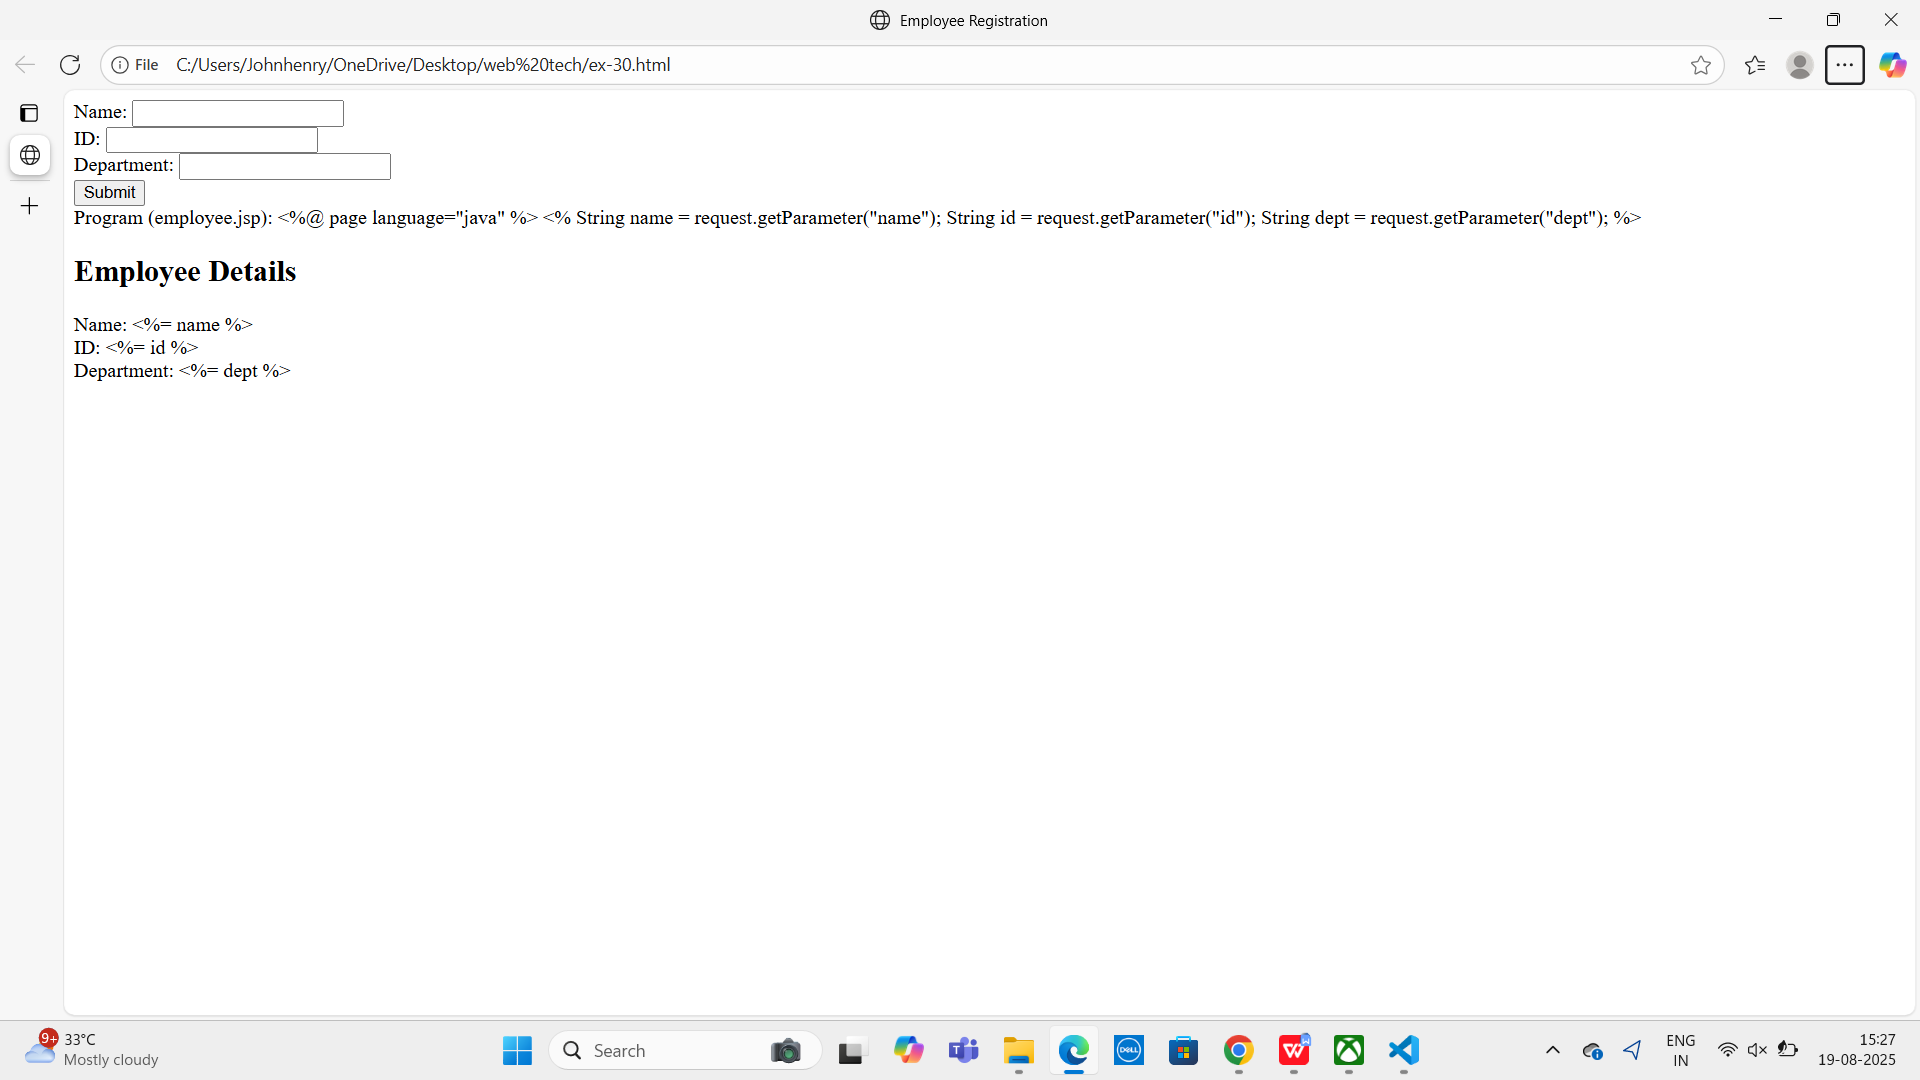 Employee Registration
File C:/Users/Johnhenry/OneDrive/Desktop/web%20tech/ex-30.html
Name:
ID:
Department:
Submit
Program (employee.jsp): <%@ page language="java" %> <% String name = request.getParameter("name"); String id = request.getParameter("id"); String dept = request.getParameter("dept"); %>
Employee Details
Name: <%= name %>
ID: <%= id %>
Department: <%= dept %>
9+
33°C
Mostly cloudy
Search
T
DELL
W
W
ENG
IN
15:27
19-08-2025